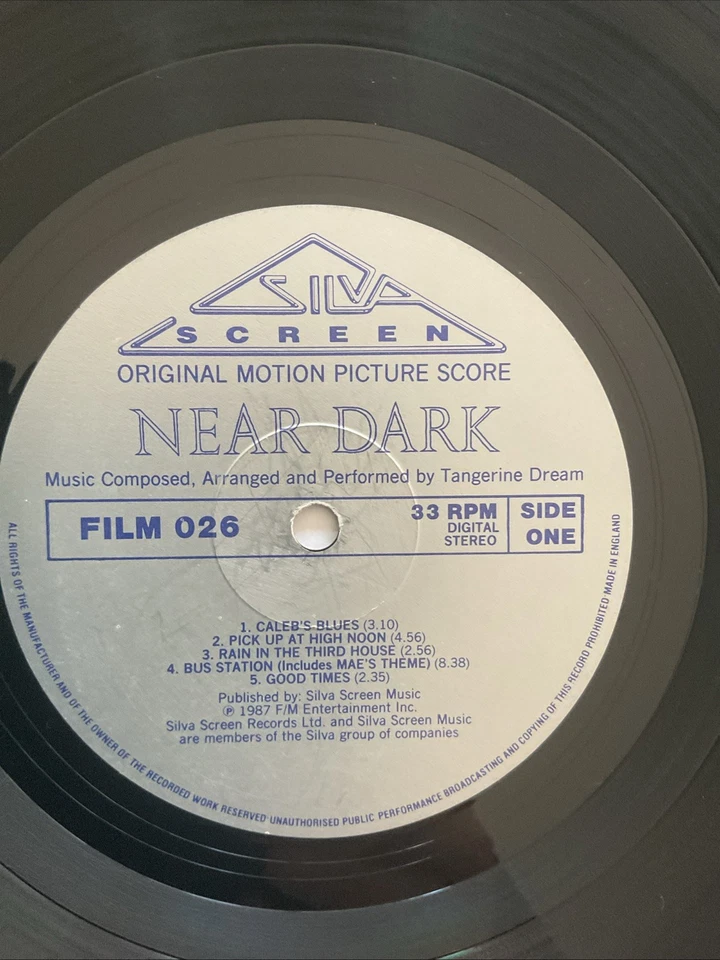 SILVA
SCREEN
ORIGINAL MOTION PICTURE SCORE
NEAR DARK
Music Composed, Arranged and Performed by Tangerine Dream
FILM 026
33 RPM
DIGITAL
STEREO
SIDE
ONE
1. CALEB'S BLUES (3.10)
2. PICK UP AT HIGH NOON (4.56)
3. RAIN IN THE THIRD HOUSE (2.56)
4. BUS STATION (Includes MAE'S THEME) (8.38)
5. GOOD TIMES (2.35)
Published by: Silva Screen Music
℗ 1987 F/M Entertainment Inc.
Silva Screen Records Ltd. and Silva Screen Music
are members of the Silva group of companies
ALL RIGHTS OF THE MANUFACTURER AND OF THE OWNER OF THE RECORDED WORK RESERVED UNAUTHORISED PUBLIC PERFORMANCE BROADCASTING AND COPYING OF THIS RECORD PROHIBITED MADE IN ENGLAND